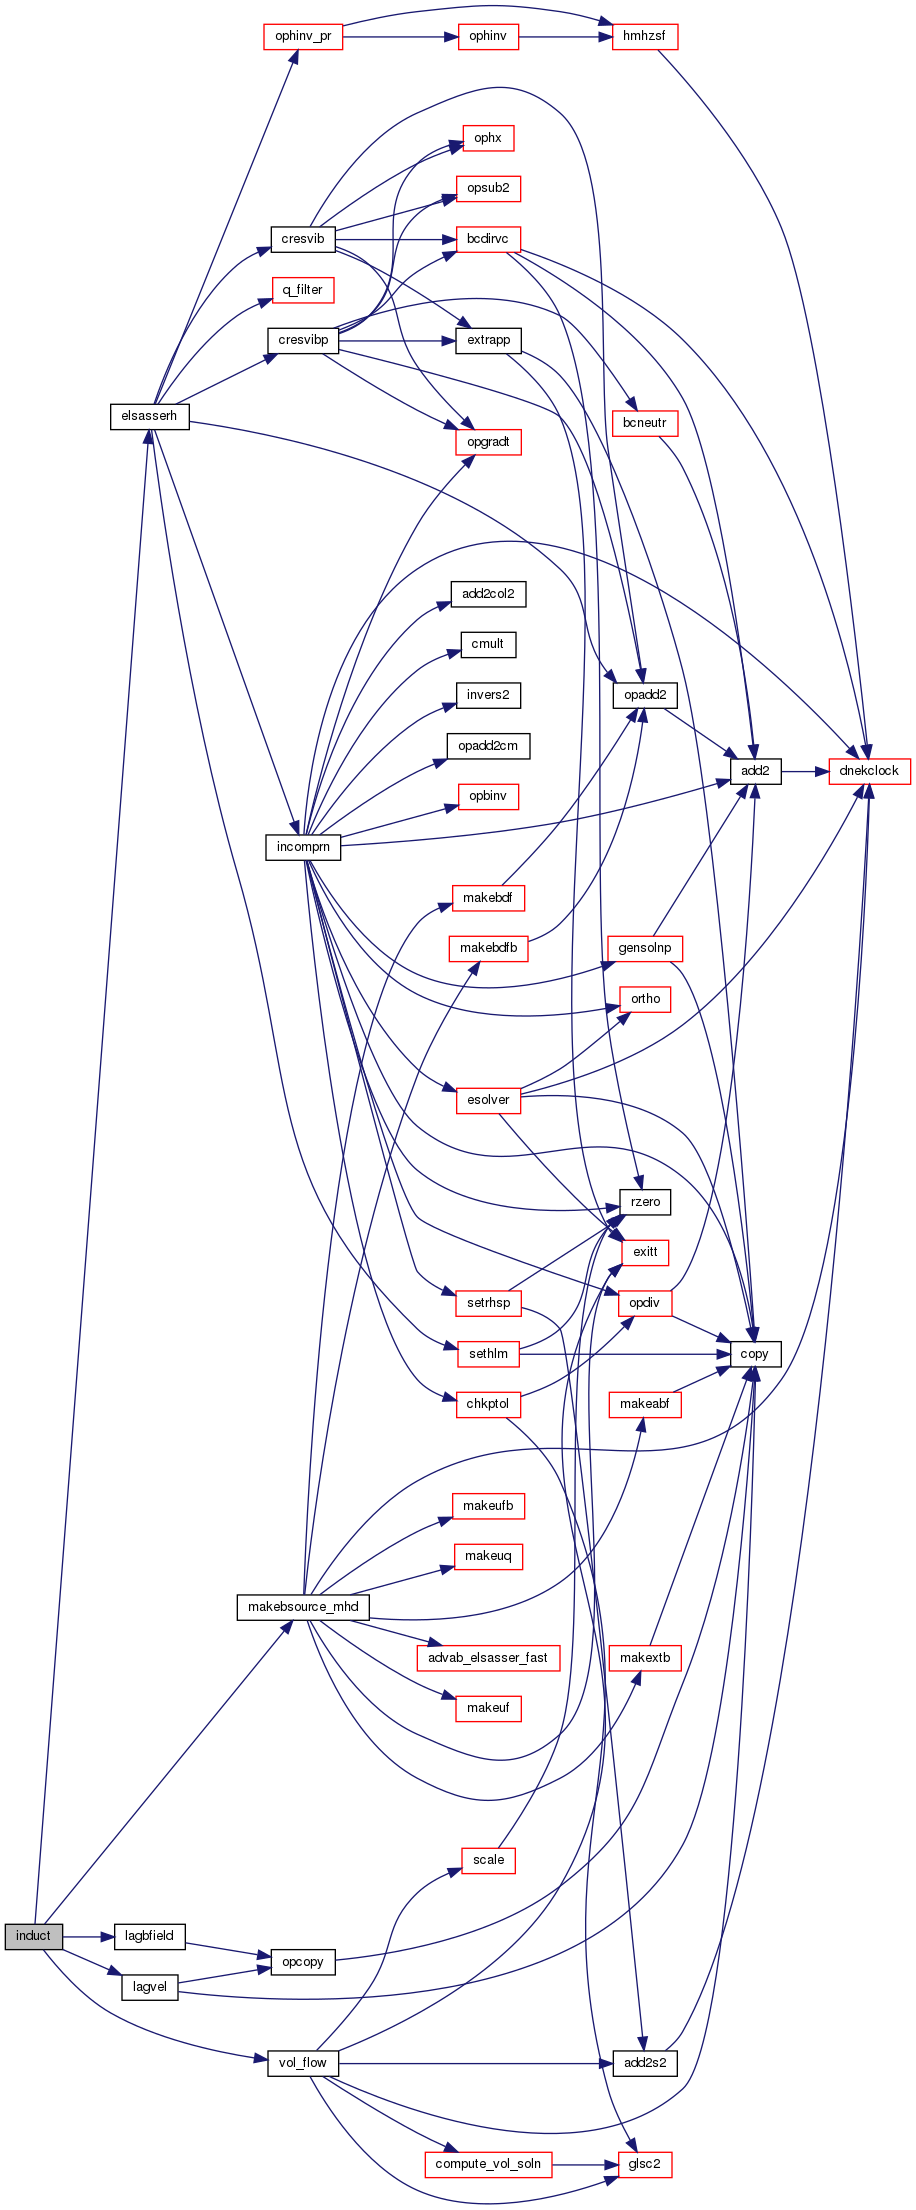 ophinv_pr
ophinv
hmhzsf
ophx
opsub2
cresvib
bcdirvc
q_filter
cresvibp
extrapp
elsasserh
bcneutr
opgradt
add2col2
cmult
invers2
opadd2
opadd2cm
add2
dnekclock
opbinv
incomprn
makebdf
makebdfb
gensolnp
ortho
esolver
rzero
exitt
setrhsp
opdiv
sethlm
copy
chkptol
makeabf
makeufb
makeuq
makebsource_mhd
advab_elsasser_fast
makextb
makeuf
scale
induct
lagbfield
opcopy
lagvel
vol_flow
add2s2
compute_vol_soln
glsc2